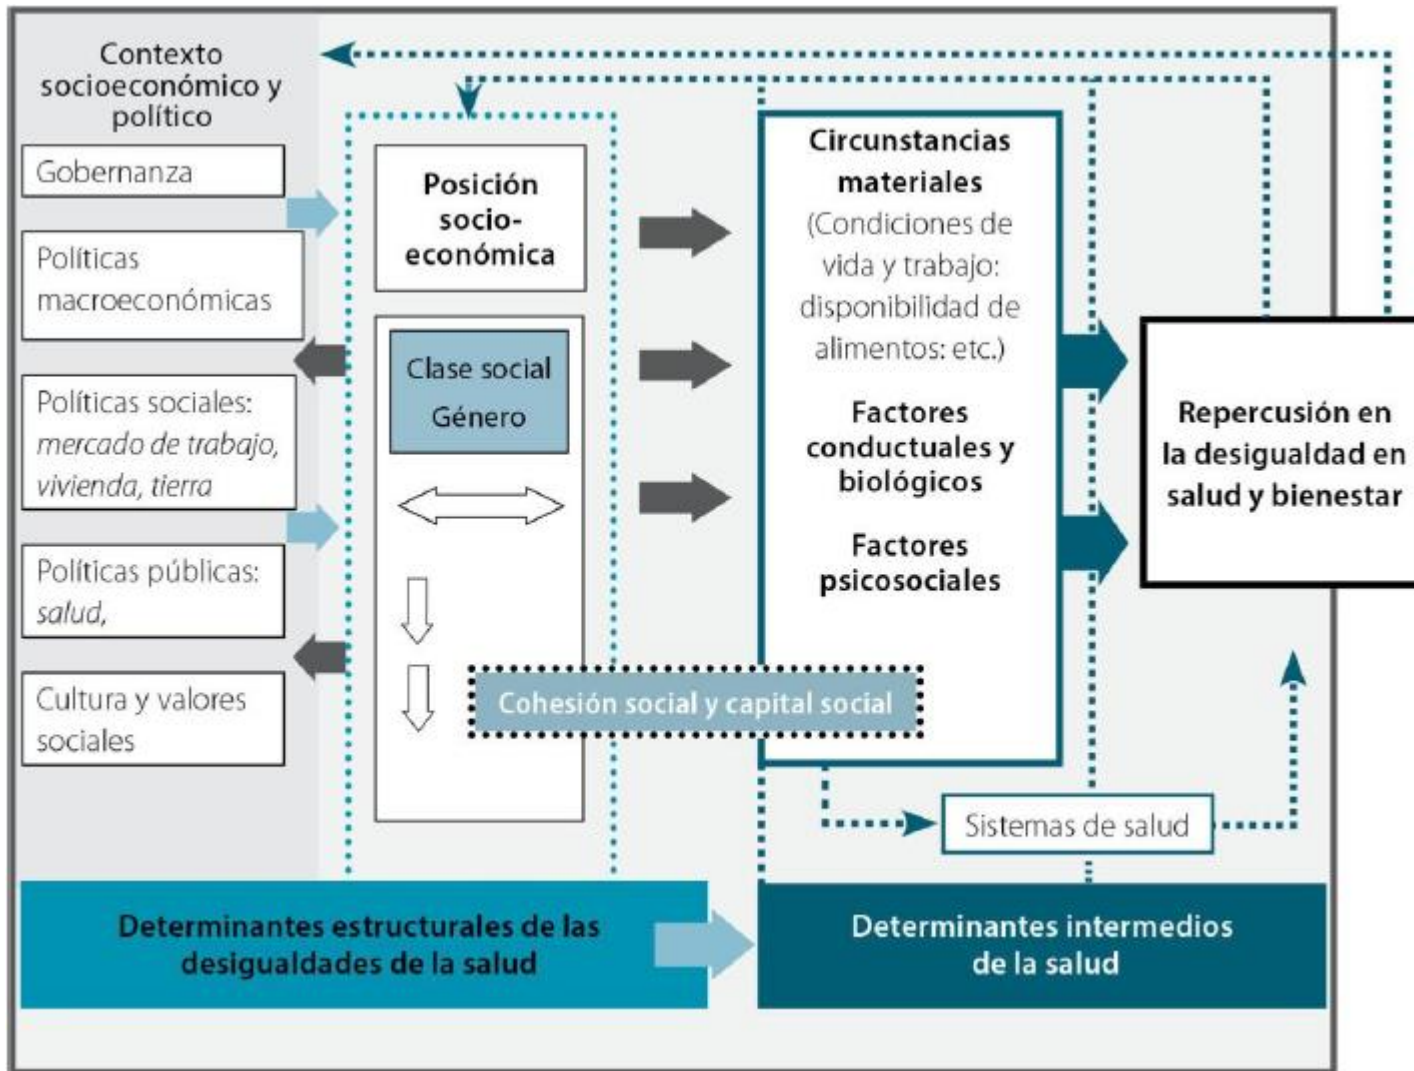 Contexto
socioeconómico y
político
Gobernanza
Políticas
macroeconómicas
Políticas sociales:
mercado de trabajo,
vivienda, tierra
Políticas públicas:
salud,
Cultura y valores
sociales
Posición
socio-
económica
Clase social
Género
Cohesión social y capital social
Circunstancias
materiales
(Condiciones de
vida y trabajo:
disponibilidad de
alimentos: etc.)
Factores
conductuales y
biológicos
Factores
psicosociales
Sistemas de salud
Repercusión en
la desigualdad en
salud y bienestar
Determinantes estructurales de las
desigualdades de la salud
Determinantes intermedios
de la salud